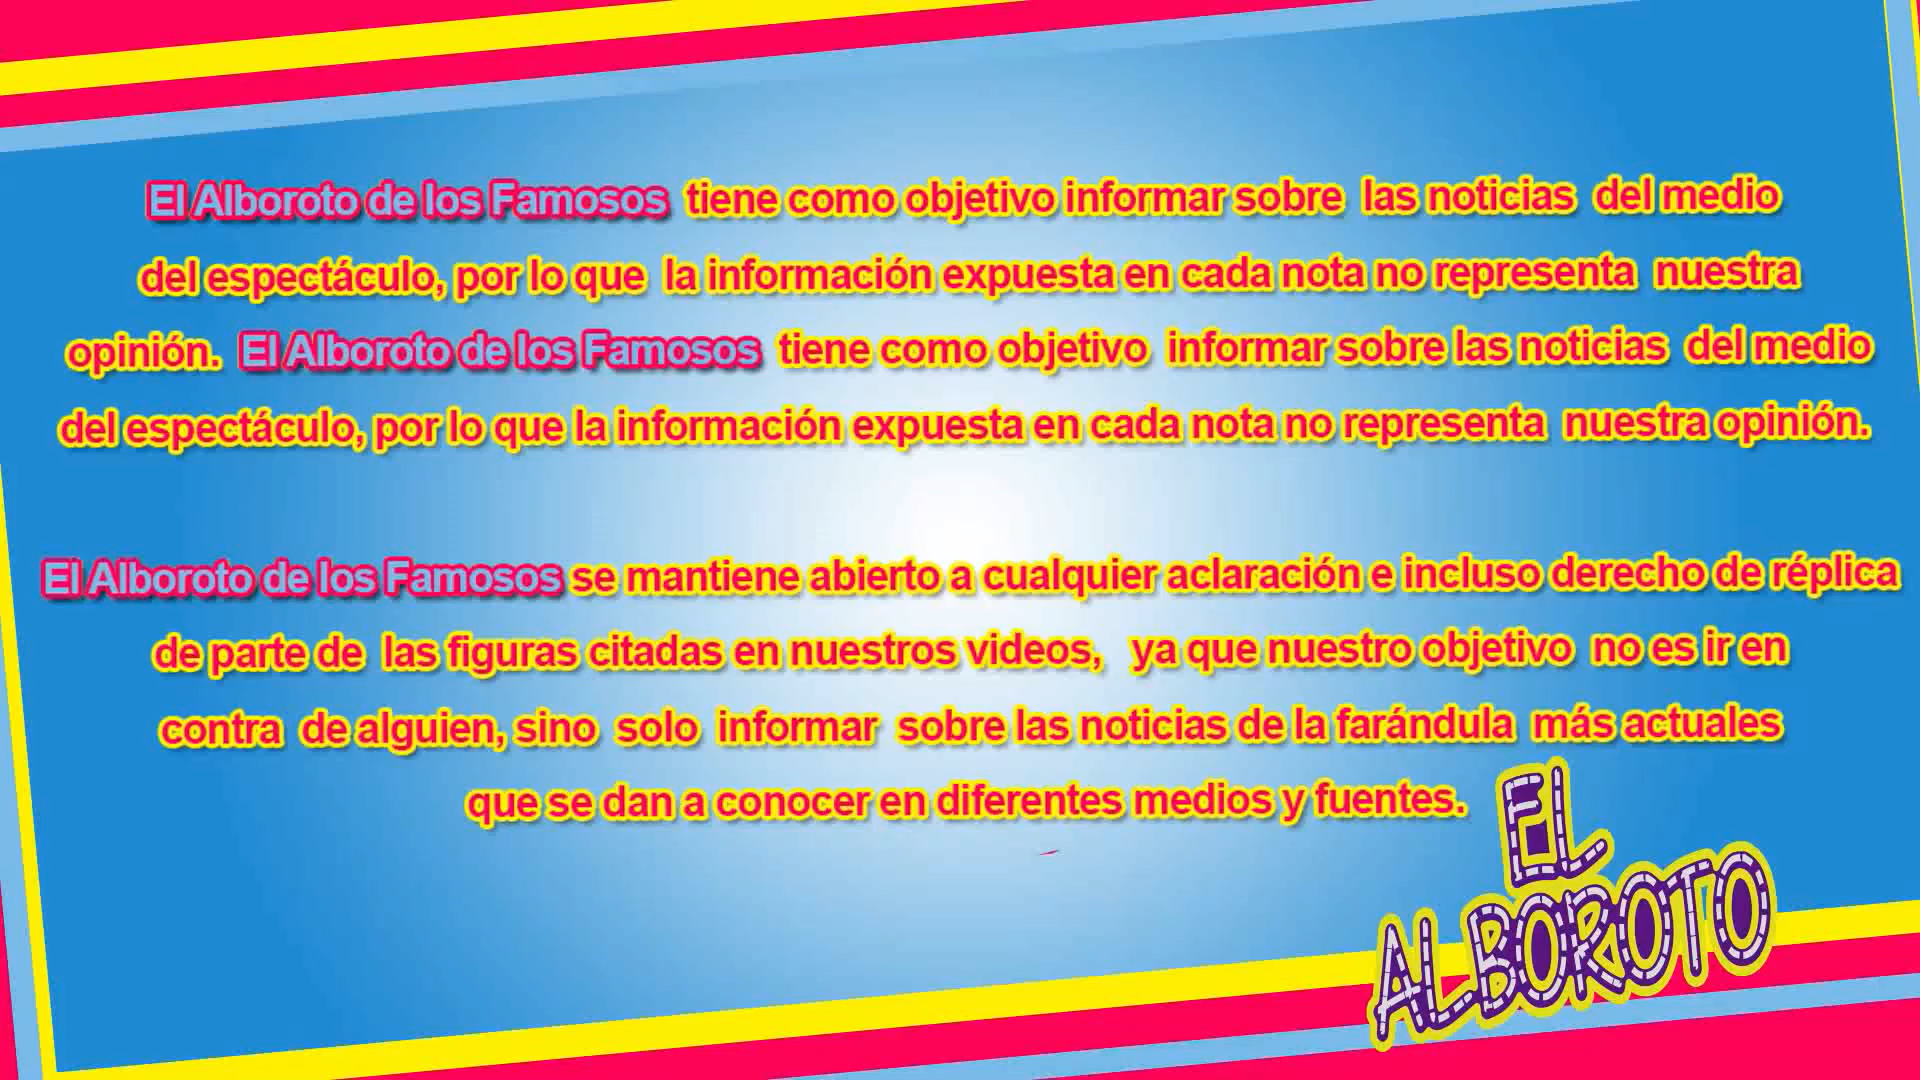 El Alboroto de los Famosos tiene como objetivo informar sobre las noticias del medio
del espectáculo, por lo que la información expuesta en cada nota no representa nuestra
opinión. El Alboroto de los Famosos tiene como objetivo informar sobre las noticias del medio
del espectáculo, por lo que la información expuesta en cada nota no representa nuestra opinión.
El Alboroto de los Famosos se mantiene abierto a cualquier aclaración e incluso derecho de réplica
de parte de las figuras citadas en nuestros videos, ya que nuestro objetivo no es ir en
contra de alguien, sino solo informar sobre las noticias de la farándula más actuales
que se dan a conocer en diferentes medios y fuentes.
EL
ALBOROTO